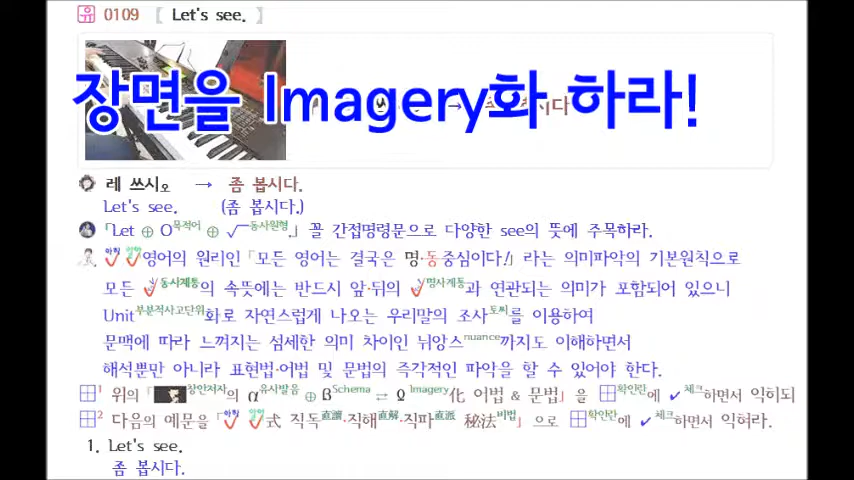 유 0109 【 Let's see. 】
장면을 Imagery화 하라!
레 쓰시오 → 좀 봅시다.
Let's see. (좀 봅시다.)
「Let ⊕ O목적어 ⊕ √─동사원형.」 꼴 간접명령문으로 다양한 see의 뜻에 주목하라.
영어의 원리인 「모든 영어는 결국은 명·동중심이다!」 라는 의미파악의 기본원칙으로
모든 동사계통의 속뜻에는 반드시 앞·뒤의 명사계통과 연관되는 의미가 포함되어 있으니
Unit부분적사고단위화로 자연스럽게 나오는 우리말의 조사토씨를 이용하여
문맥에 따라 느껴지는 섬세한 의미 차이인 뉘앙스nuance까지도 이해하면서
해석뿐만 아니라 표현법·어법 및 문법의 즉각적인 파악을 할 수 있어야 한다.
1 위의 「창안저자의 α유사발음 ⊕ βSchema ⇄ Ω Imagery化 어법 & 문법」을 확인란에 ✔체크하면서 익히되
2 다음의 예문을 「式 직독直讀·직해直解·직파直派 秘法비법」으로 확인란에 ✔체크하면서 익혀라.
1. Let's see.
좀 봅시다.